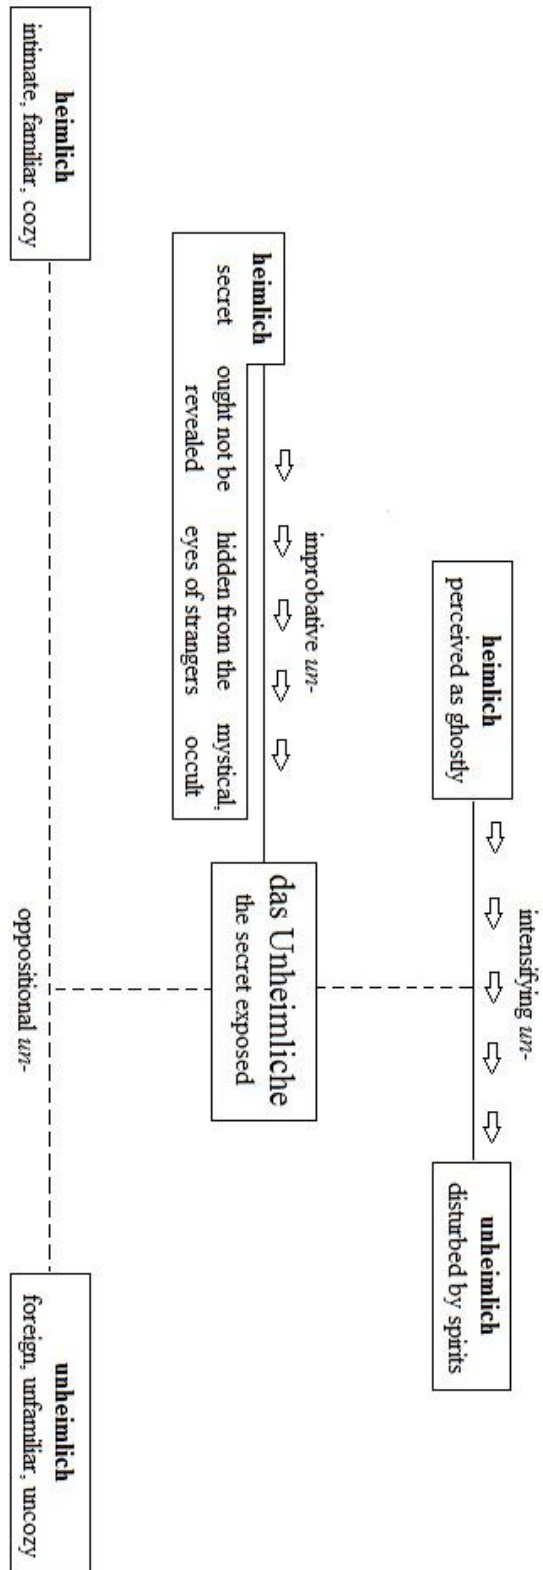 intensifying un-
heimlich
perceived as ghostly
unheimlich
disturbed by spirits
improbative un-
heimlich
secret
ought not be
revealed
hidden from the
eyes of strangers
mystical,
occult
das Unheimliche
the secret exposed
heimlich
intimate, familiar, cozy
unheimlich
foreign, unfamiliar, uncozy
oppositional un-